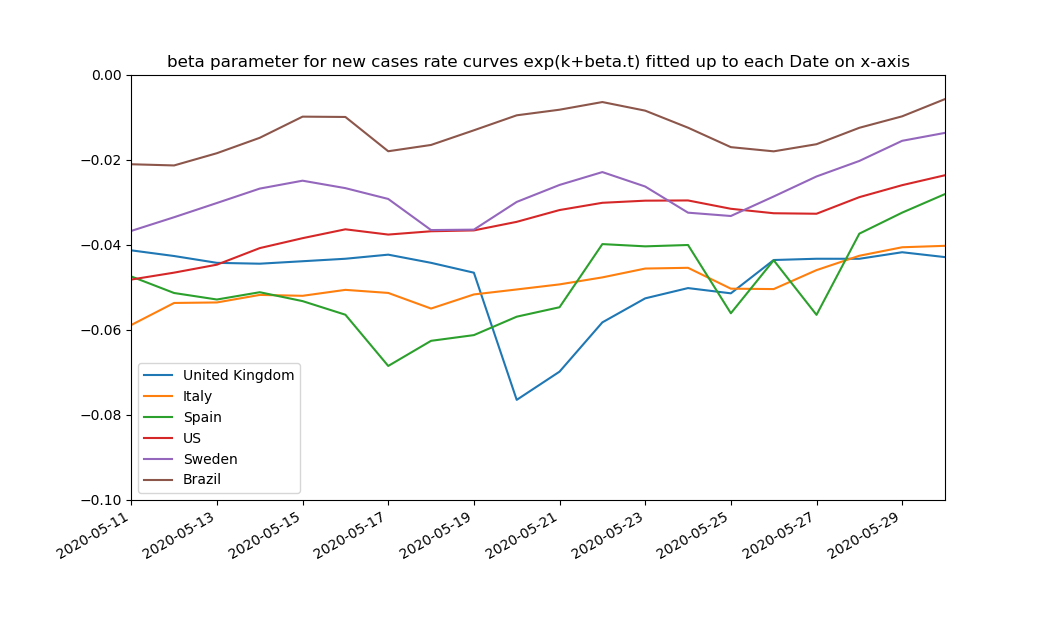 beta parameter for new cases rate curves exp(k+beta.t) fitted up to each Date on x-axis
0.00
−0.02
−0.04
−0.06
−0.08
−0.10
United Kingdom
Italy
Spain
US
Sweden
Brazil
2020-05-11
2020-05-13
2020-05-15
2020-05-17
2020-05-19
2020-05-21
2020-05-23
2020-05-25
2020-05-27
2020-05-29